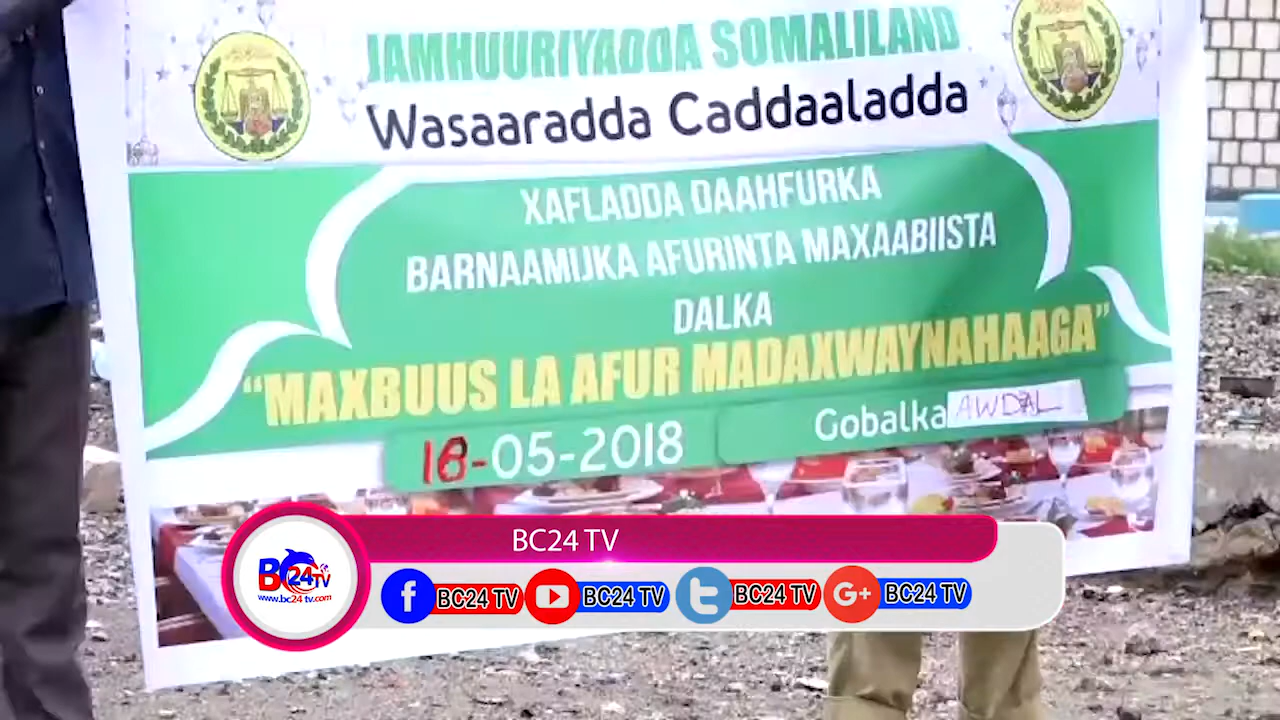 JAMHUURIYADDA SOMALILAND
Wasaaradda Caddaaladda
XAFLADDA DAAHFURKA
BARNAAMIJKA AFURINTA MAXAABIISTA
DALKA
"MAXBUUS LA AFUR MADAXWAYNAHAAGA"
18-05-2018
Gobalka AWDAL
BC24 TV
BC24TV
www.bc24tv.com
BC24 TV
BC24 TV
BC24 TV
BC24 TV